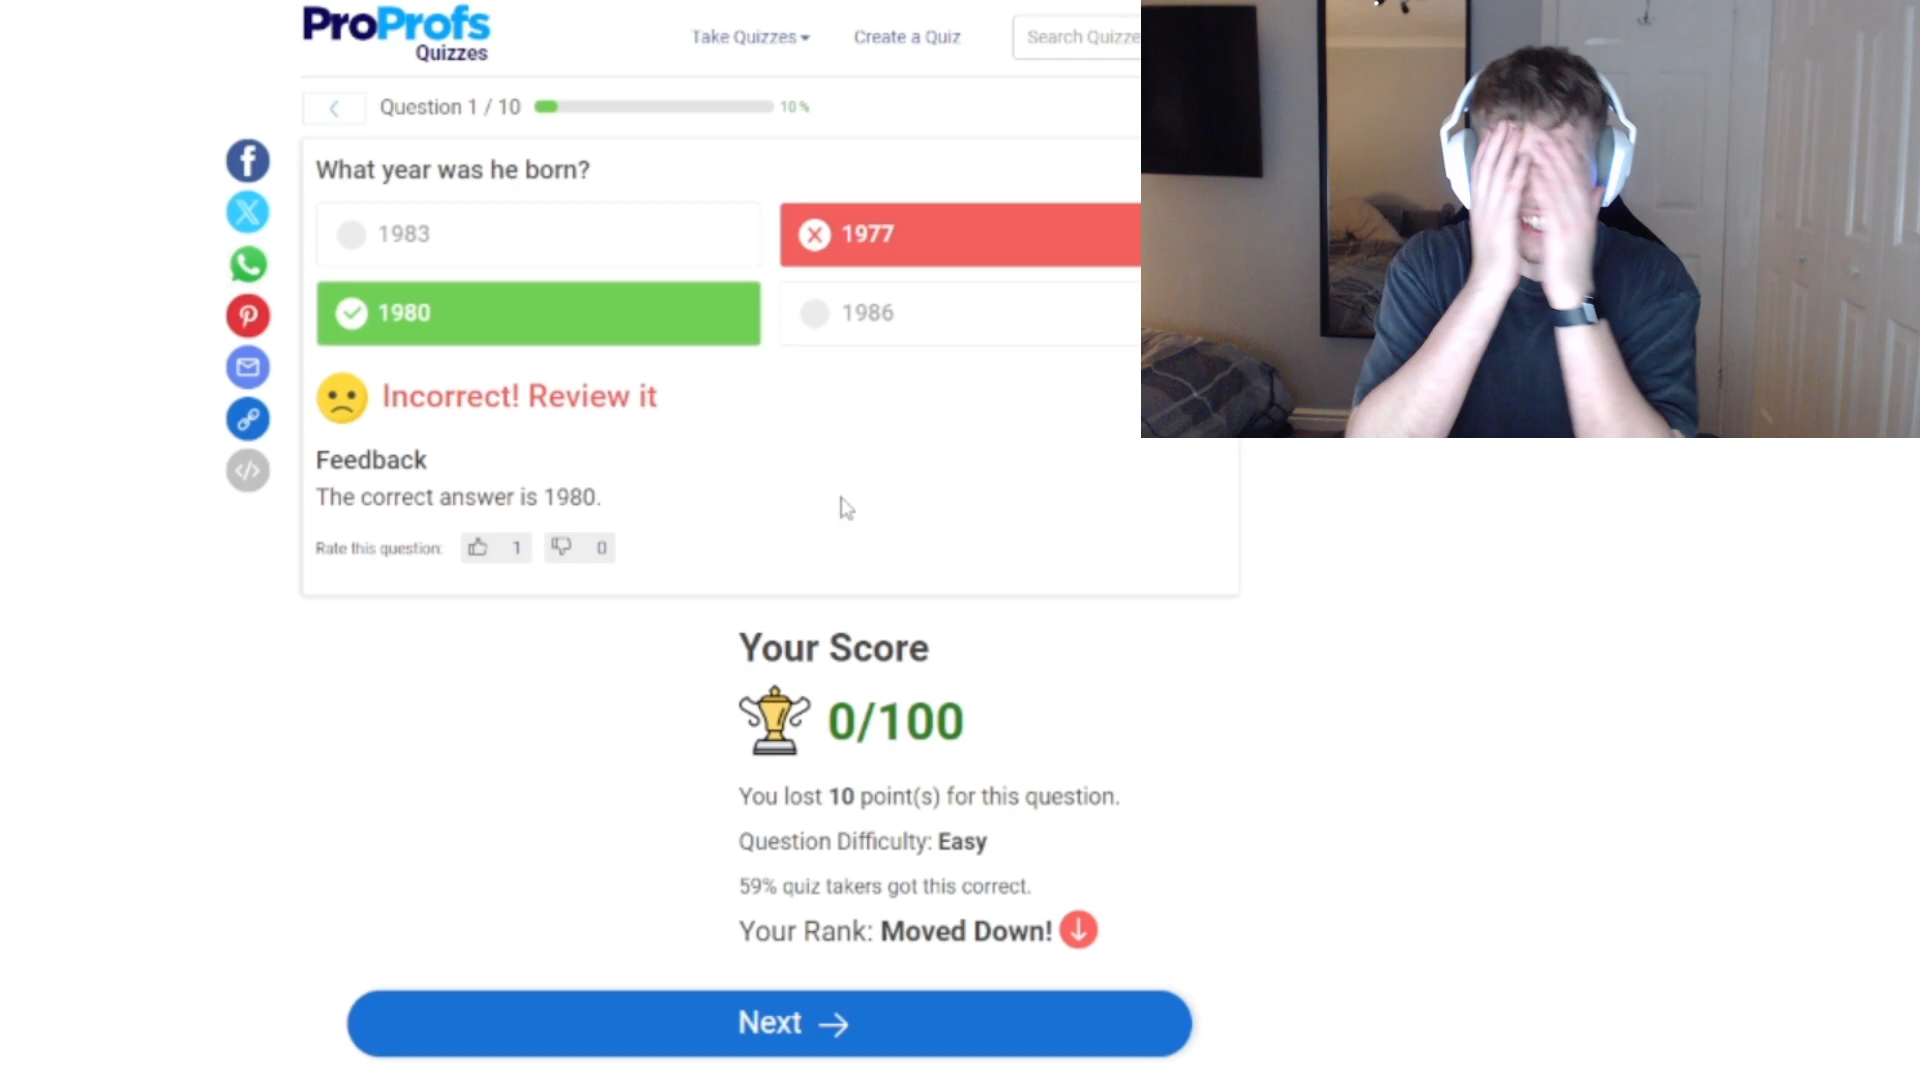 ProProfs
Quizzes
Take Quizzes
Create a Quiz
Search Quizze
Question 1 / 10
10 %
What year was he born?
1983
1977
1980
1986
Incorrect! Review it
Feedback
The correct answer is 1980.
Rate this question:
1
0
Your Score
0/100
You lost 10 point(s) for this question.
Question Difficulty: Easy
59% quiz takers got this correct.
Your Rank: Moved Down!
Next